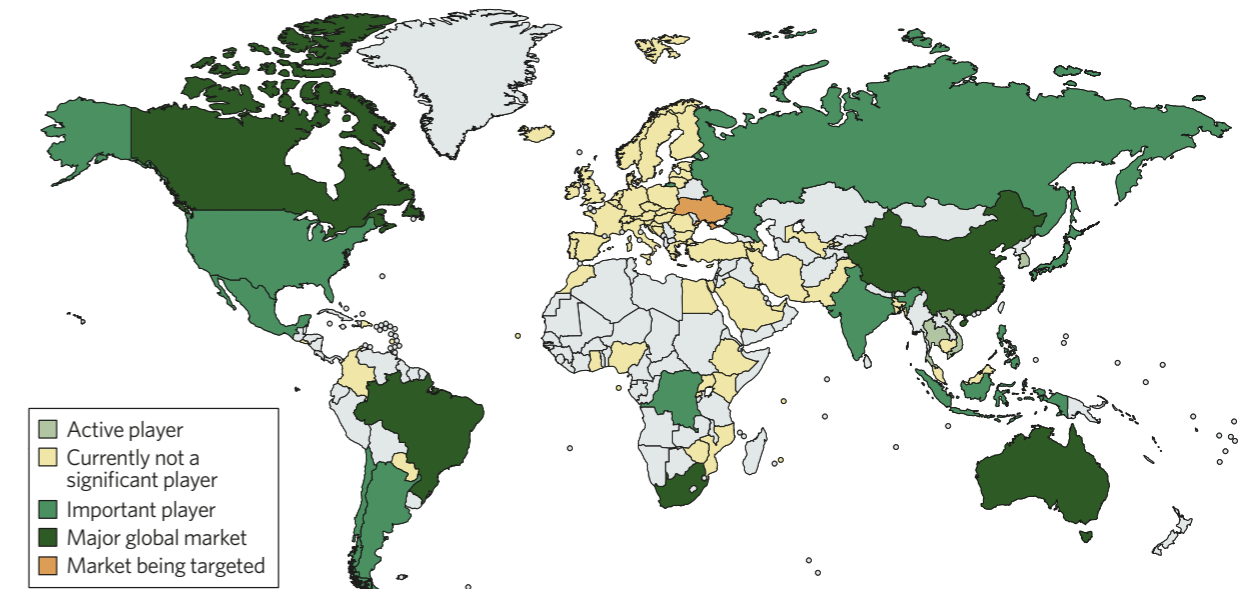 Active player
Currently not a
significant player
Important player
Major global market
Market being targeted